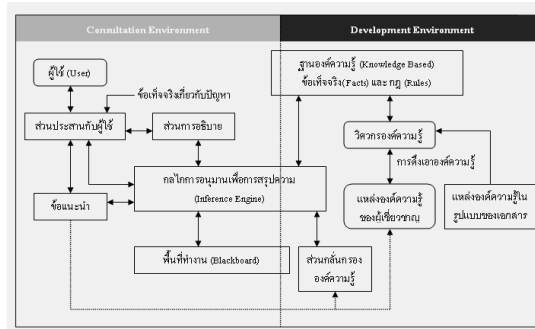 Consultation Environment
Development Environment
ผู้ใช้ (User)
ข้อเท็จจริงเกี่ยวกับปัญหา
ส่วนประสานกับผู้ใช้
ส่วนการอธิบาย
ฐานองค์ความรู้ (Knowledge Based)
ข้อเท็จจริง(Facts) และ กฎ (Rules)
วิศวกรองค์ความรู้
การดึงเอาองค์ความรู้
กลไกการอนุมานเพื่อการสรุปความ
(Inference Engine)
ข้อแนะนำ
แหล่งองค์ความรู้
ของผู้เชี่ยวชาญ
แหล่งองค์ความรู้ใน
รูปแบบของเอกสาร
พื้นที่ทำงาน (Blackboard)
ส่วนกลั่นกรอง
องค์ความรู้